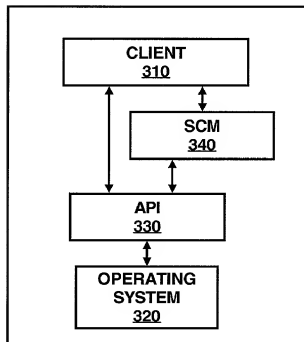 CLIENT
310
SCM
340
API
330
OPERATING
SYSTEM
320